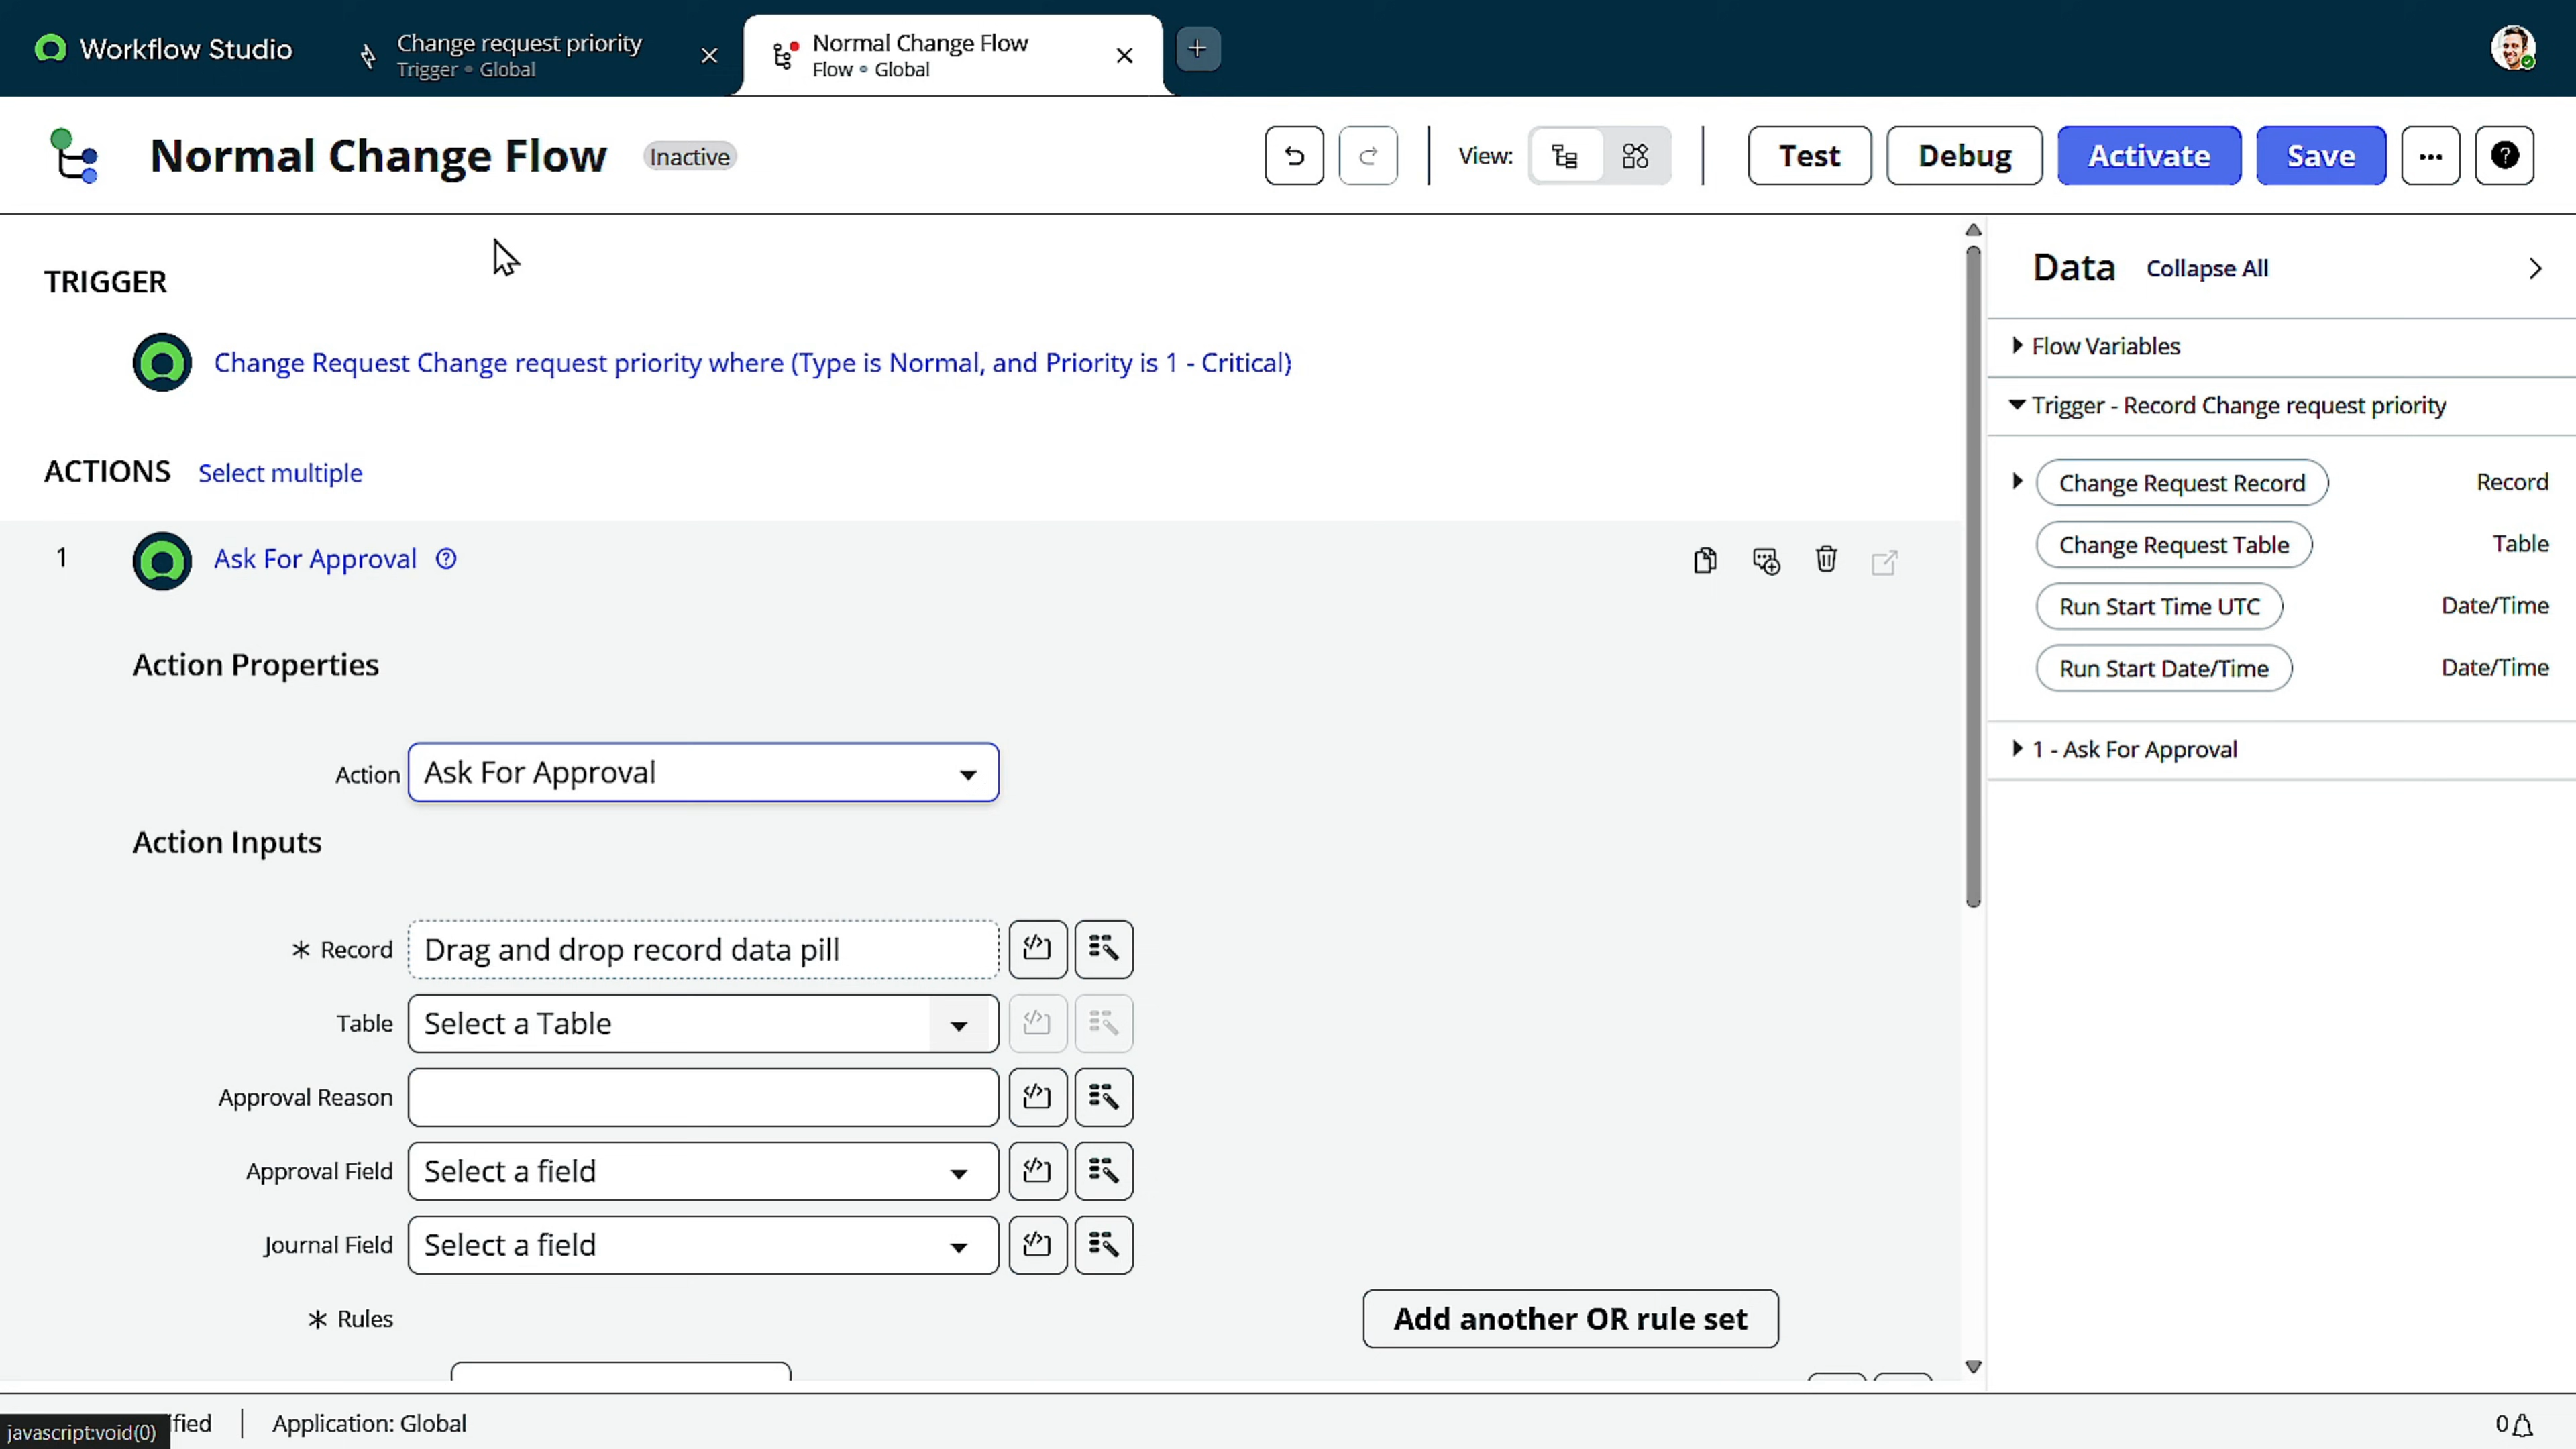 Workflow Studio
Change request priority
Trigger • Global
Normal Change Flow
Flow • Global
Normal Change Flow
Inactive
View:
Test
Debug
Activate
Save
TRIGGER
Change Request Change request priority where (Type is Normal, and Priority is 1 - Critical)
ACTIONS
Select multiple
1
Ask For Approval
Action Properties
Action
Ask For Approval
Action Inputs
* Record
Drag and drop record data pill
Table
Select a Table
Approval Reason
Approval Field
Select a field
Journal Field
Select a field
* Rules
Add another OR rule set
Data
Collapse All
Flow Variables
Trigger - Record Change request priority
Change Request Record
Record
Change Request Table
Table
Run Start Time UTC
Date/Time
Run Start Date/Time
Date/Time
1 - Ask For Approval
javascript:void(0)
Application: Global
0